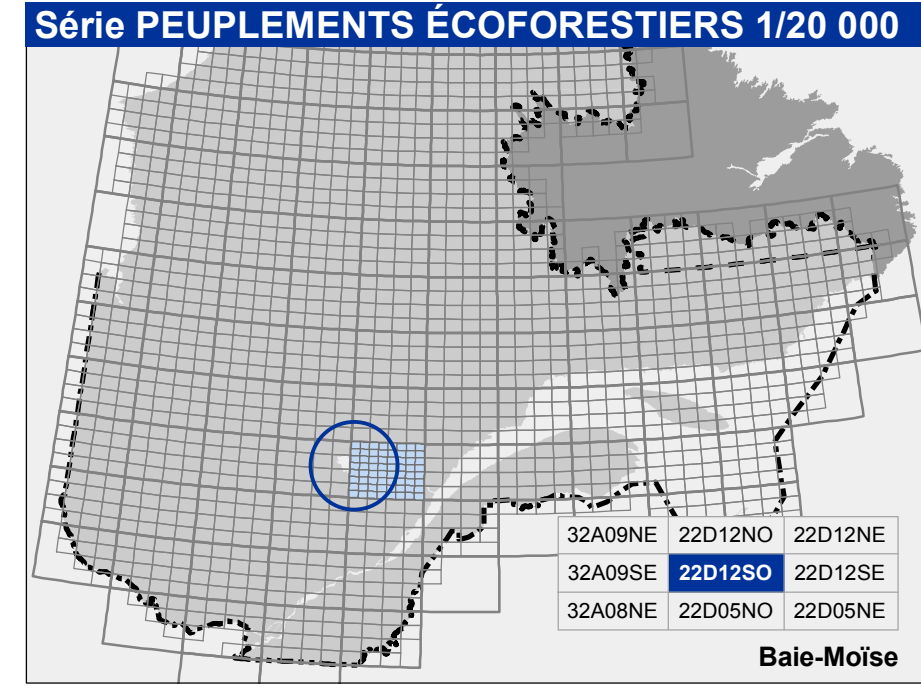 Série PEUPLEMENTS ÉCOFORESTIERS 1/20 000
32A09NE 22D12NO 22D12NE
32A09SE 22D12SO 22D12SE
32A08NE 22D05NO 22D05NE
Baie-Moïse